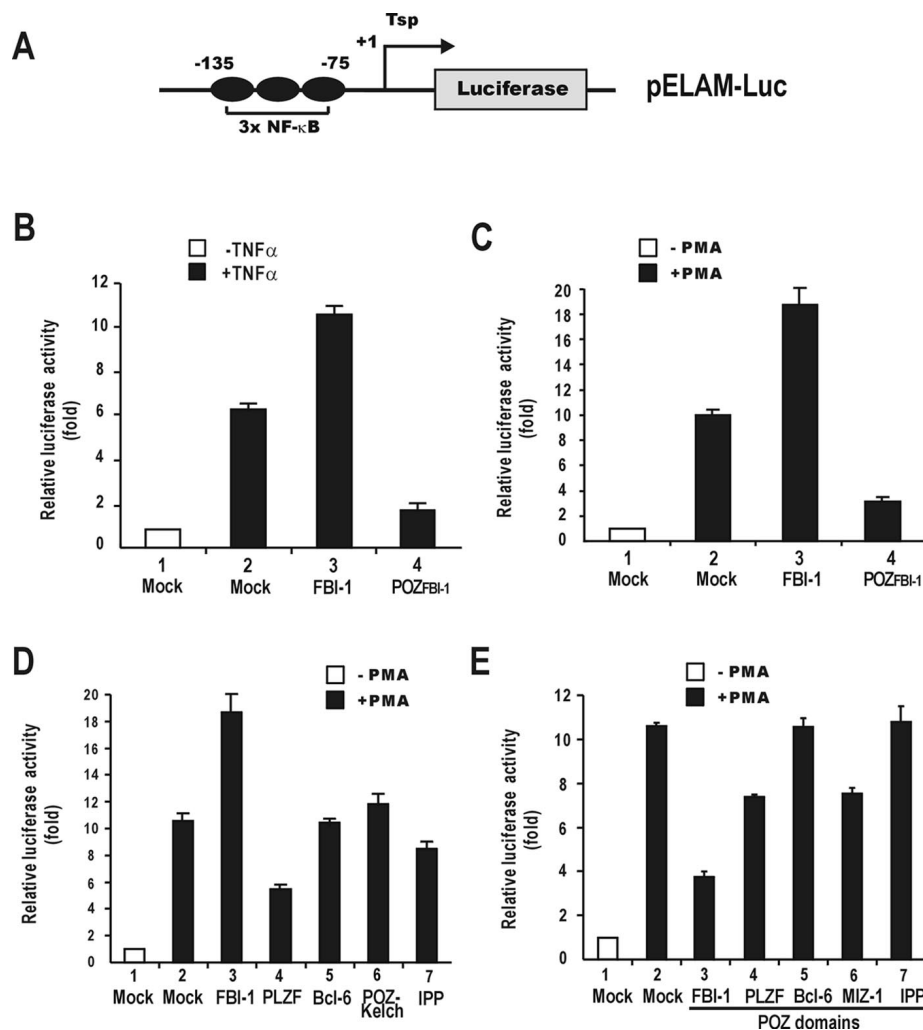 A
-135
-75
+1
Tsp
Luciferase
3x NF-κB
pELAM-Luc
B
-TNFα
+TNFα
Relative luciferase activity
(fold)
12
10
8
6
4
2
0
1 2 3 4
Mock Mock FBI-1 POZFBI-1
C
- PMA
+PMA
Relative luciferase activity
(fold)
20
18
16
14
12
10
8
6
4
2
0
1 2 3 4
Mock Mock FBI-1 POZFBI-1
D
- PMA
+PMA
Relative luciferase activity
(fold)
20
18
16
14
12
10
8
6
4
2
0
1 2 3 4 5 6 7
Mock Mock FBI-1 PLZF Bcl-6 POZ- IPP
Kelch
E
- PMA
+PMA
Relative luciferase activity
(fold)
12
10
8
6
4
2
0
1 2 3 4 5 6 7
Mock Mock FBI-1 PLZF Bcl-6 MIZ-1 IPP
POZ domains